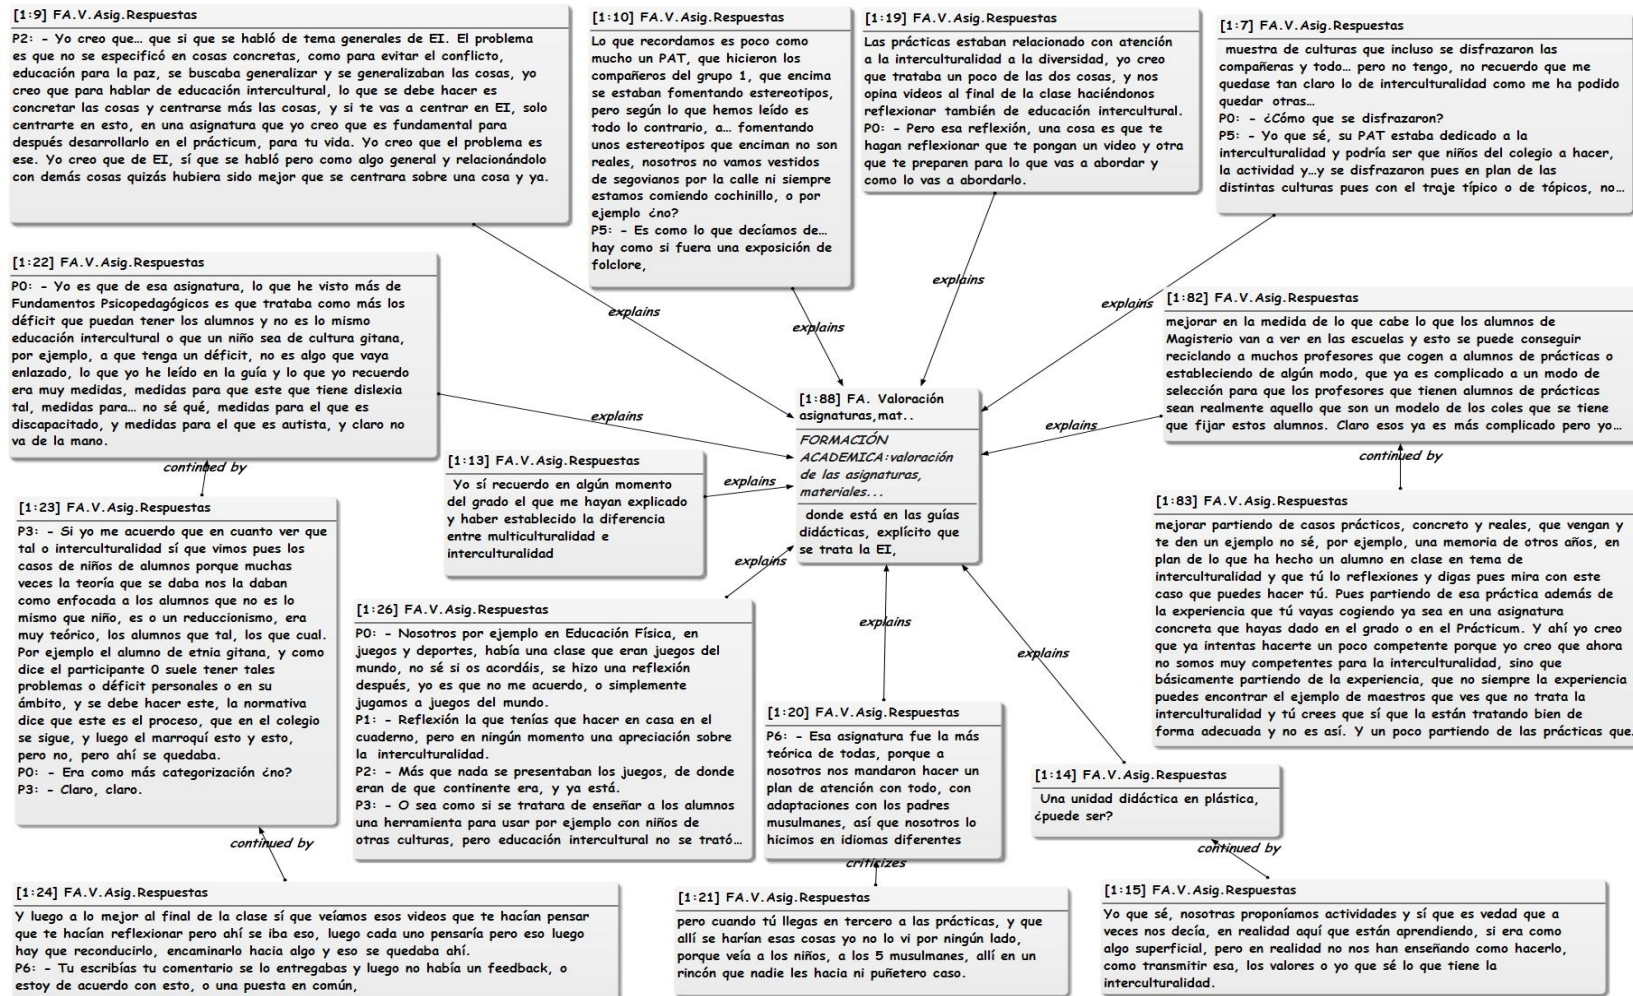 [1:9] FA.V.Asig.Respuestas
P2: - Yo creo que... que si que se habló de tema generales de EI. El problema
es que no se especificó en cosas concretas, como para evitar el conflicto,
educación para la paz, se buscaba generalizar y se generalizaban las cosas, yo
creo que para hablar de educación intercultural, lo que se debe hacer es
concretar las cosas y centrarse más las cosas, y si te vas a centrar en EI, solo
centrarte en esto, en una asignatura que yo creo que es fundamental para
después desarrollarlo en el prácticum, para tu vida. Yo creo que el problema es
ese. Yo creo que de EI, sí que se habló pero como algo general y relacionándolo
con demás cosas quizás hubiera sido mejor que se centrara sobre una cosa y ya.
[1:10] FA.V.Asig.Respuestas
Lo que recordamos es poco como
mucho un PAT, que hicieron los
compañeros del grupo 1, que encima
se estaban fomentando estereotipos,
pero según lo que hemos leído es
todo lo contrario, a... fomentando
unos estereotipos que enciman no son
reales, nosotros no vamos vestidos
de segovianos por la calle ni siempre
estamos comiendo cochinillo, o por
ejemplo ¿no?
P5: - Es como lo que decíamos de...
hay como si fuera una exposición de
folclore,
[1:19] FA.V.Asig.Respuestas
Las prácticas estaban relacionado con atención
a la interculturalidad a la diversidad, yo creo
que trataba un poco de las dos cosas, y nos
opina videos al final de la clase haciéndonos
reflexionar también de educación intercultural.
P0: - Pero esa reflexión, una cosa es que te
hagan reflexionar que te pongan un video y otra
que te preparen para lo que vas a abordar y
como lo vas a abordarlo.
[1:7] FA.V.Asig.Respuestas
muestra de culturas que incluso se disfrazaron las
compañeras y todo... pero no tengo, no recuerdo que me
quedase tan claro lo de interculturalidad como me ha podido
quedar otras...
P0: - ¿Cómo que se disfrazaron?
P5: - Yo que sé, su PAT estaba dedicado a la
interculturalidad y podría ser que niños del colegio a hacer,
la actividad y...y se disfrazaron pues en plan de las
distintas culturas pues con el traje típico o de tópicos, no...
explains
explains
explains
explains
[1:22] FA.V.Asig.Respuestas
P0: - Yo es que de esa asignatura, lo que he visto más de
Fundamentos Psicopedagógicos es que trataba como más los
déficit que puedan tener los alumnos y no es lo mismo
educación intercultural o que un niño sea de cultura gitana,
por ejemplo, a que tenga un déficit, no es algo que vaya
enlazado, lo que yo he leído en la guía y lo que yo recuerdo
era muy medidas, medidas para que este que tiene dislexia
tal, medidas para... no sé qué, medidas para el que es
discapacitado, y medidas para el que es autista, y claro no
va de la mano.
explains
[1:82] FA.V.Asig.Respuestas
mejorar en la medida de lo que cabe lo que los alumnos de
Magisterio van a ver en las escuelas y esto se puede conseguir
reciclando a muchos profesores que cogen a alumnos de prácticas o
estableciendo de algún modo, que ya es complicado a un modo de
selección para que los profesores que tienen alumnos de prácticas
sean realmente aquello que son un modelo de los coles que se tiene
que fijar estos alumnos. Claro esos ya es más complicado pero yo...
explains
[1:88] FA. Valoración
asignaturas,mat..
FORMACIÓN
ACADEMICA:valoración
de las asignaturas,
materiales...
donde está en las guías
didácticas, explícito que
se trata la EI,
continued by
[1:13] FA.V.Asig.Respuestas
Yo sí recuerdo en algún momento
del grado el que me hayan explicado
y haber establecido la diferencia
entre multiculturalidad e
interculturalidad
explains
continued by
[1:23] FA.V.Asig.Respuestas
P3: - Si yo me acuerdo que en cuanto ver que
tal o interculturalidad sí que vimos pues los
casos de niños de alumnos porque muchas
veces la teoría que se daba nos la daban
como enfocada a los alumnos que no es lo
mismo que niño, es o un reduccionismo, era
muy teórico, los alumnos que tal, los que cual.
Por ejemplo el alumno de etnia gitana, y como
dice el participante 0 suele tener tales
problemas o déficit personales o en su
ámbito, y se debe hacer este, la normativa
dice que este es el proceso, que en el colegio
se sigue, y luego el marroquí esto y esto,
pero no, pero ahí se quedaba.
P0: - Era como más categorización ¿no?
P3: - Claro, claro.
[1:83] FA.V.Asig.Respuestas
mejorar partiendo de casos prácticos, concreto y reales, que vengan y
te den un ejemplo no sé, por ejemplo, una memoria de otros años, en
plan de lo que ha hecho un alumno en clase en tema de
interculturalidad y que tú lo reflexiones y digas pues mira con este
caso que puedes hacer tú. Pues partiendo de esa práctica además de
la experiencia que tú vayas cogiendo ya sea en una asignatura
concreta que hayas dado en el grado o en el Prácticum. Y ahí yo creo
que ya intentas hacerte un poco competente porque yo creo que ahora
no somos muy competentes para la interculturalidad, sino que
básicamente partiendo de la experiencia, que no siempre la experiencia
puedes encontrar el ejemplo de maestros que ves que no trata la
interculturalidad y tú crees que sí que la están tratando bien de
forma adecuada y no es así. Y un poco partiendo de las prácticas que.
explains
[1:26] FA.V.Asig.Respuestas
P0: - Nosotros por ejemplo en Educación Física, en
juegos y deportes, había una clase que eran juegos del
mundo, no sé si os acordáis, se hizo una reflexión
después, yo es que no me acuerdo, o simplemente
jugamos a juegos del mundo.
P1: - Reflexión la que tenías que hacer en casa en el
cuaderno, pero en ningún momento una apreciación sobre
la interculturalidad.
P2: - Más que nada se presentaban los juegos, de donde
eran de que continente era, y ya está.
P3: - O sea como si se tratara de enseñar a los alumnos
una herramienta para usar por ejemplo con niños de
otras culturas, pero educación intercultural no se trató...
explains
explains
[1:20] FA.V.Asig.Respuestas
P6: - Esa asignatura fue la más
teórica de todas, porque a
nosotros nos mandaron hacer un
plan de atención con todo, con
adaptaciones con los padres
musulmanes, así que nosotros lo
hicimos en idiomas diferentes
[1:14] FA.V.Asig.Respuestas
Una unidad didáctica en plástica,
¿puede ser?
continued by
continued by
criticizes
[1:24] FA.V.Asig.Respuestas
Y luego a lo mejor al final de la clase sí que veíamos esos videos que te hacían pensar
que te hacían reflexionar pero ahí se iba eso, luego cada uno pensaría pero eso luego
hay que reconducirlo, encaminarlo hacia algo y eso se quedaba ahí.
P6: - Tu escribías tu comentario se lo entregabas y luego no había un feedback, o
estoy de acuerdo con esto, o una puesta en común,
[1:21] FA.V.Asig.Respuestas
pero cuando tú llegas en tercero a las prácticas, y que
allí se harían esas cosas yo no lo vi por ningún lado,
porque veía a los niños, a los 5 musulmanes, allí en un
rincón que nadie les hacia ni puñetero caso.
[1:15] FA.V.Asig.Respuestas
Yo que sé, nosotras proponíamos actividades y sí que es vedad que a
veces nos decía, en realidad aquí que están aprendiendo, si era como
algo superficial, pero en realidad no nos han enseñando como hacerlo,
como transmitir esa, los valores o yo que sé lo que tiene la
interculturalidad.